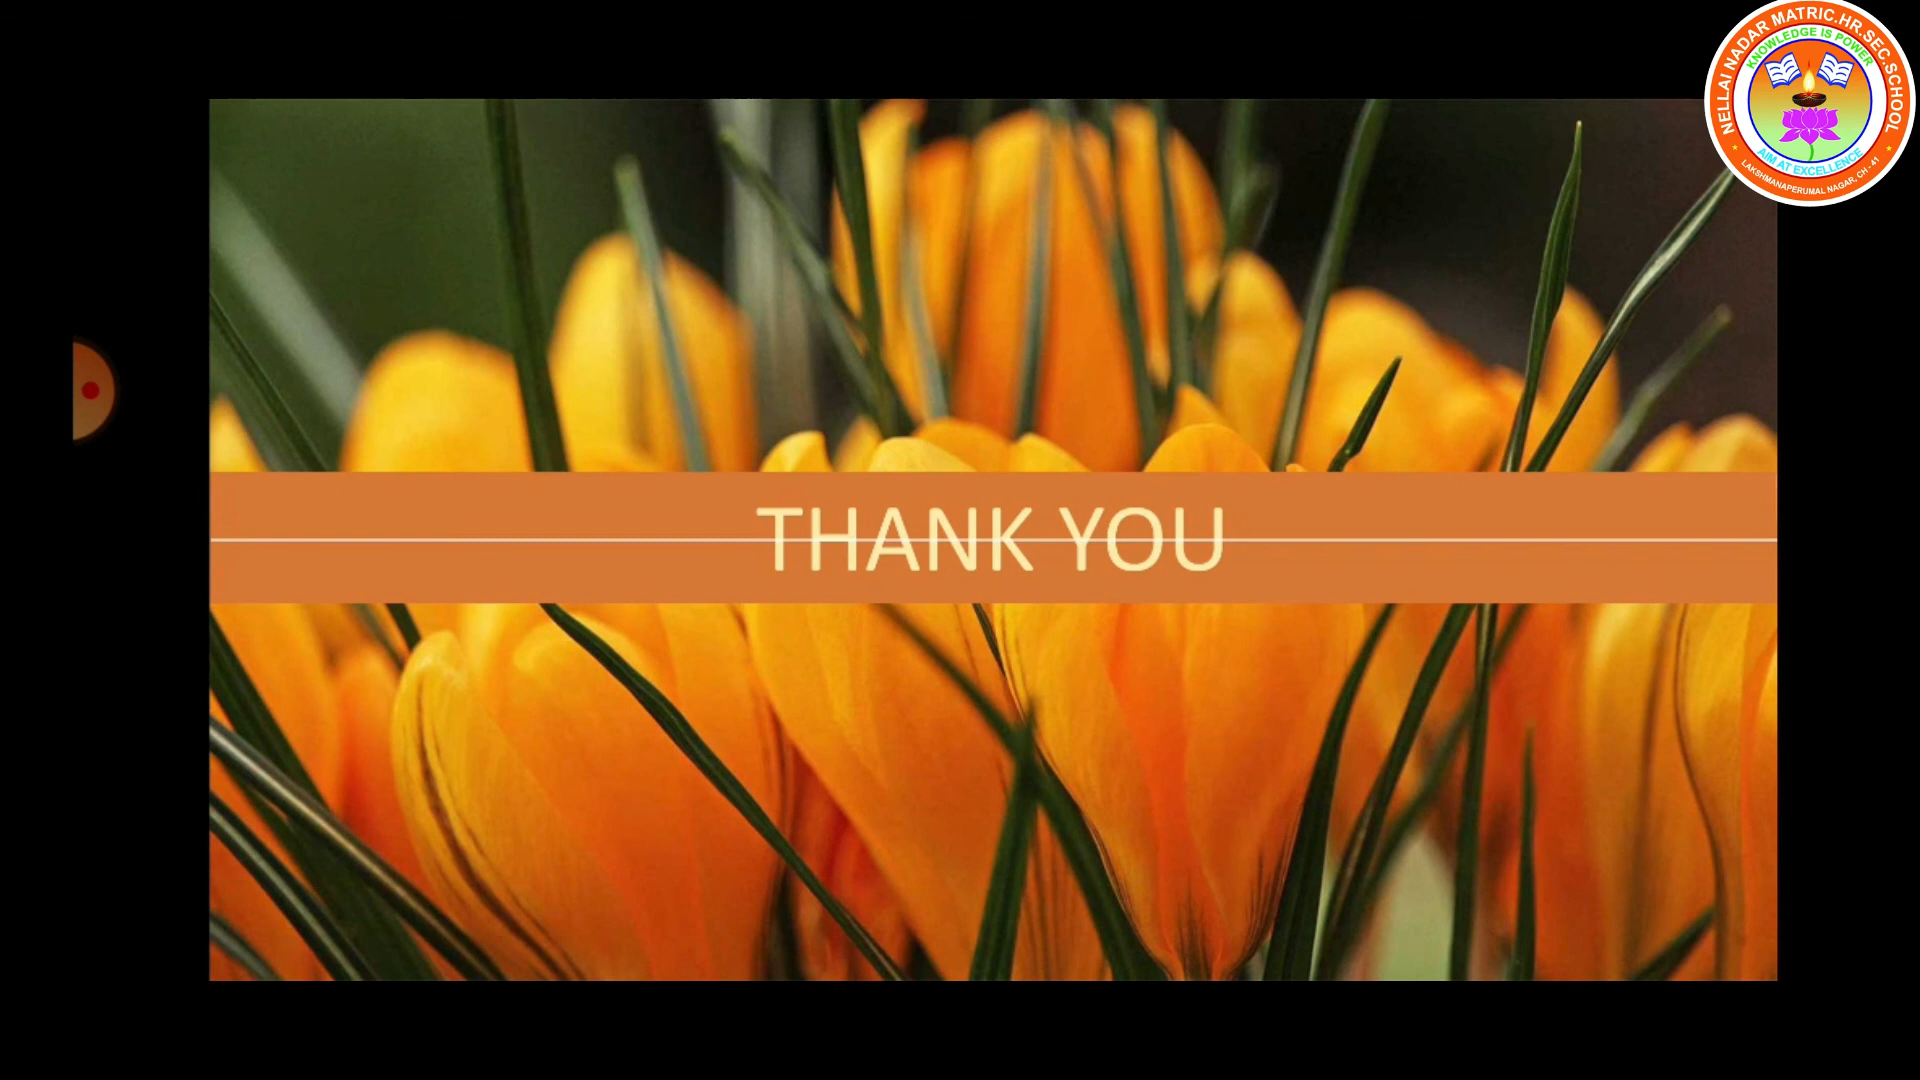 NELLAI NADAR MATRIC.HR.SEC.SCHOOL
KNOWLEDGE IS POWER
AIM AT EXCELLENCE
LAKSHMANAPERUMAL NAGAR, CH - 41
THANK YOU